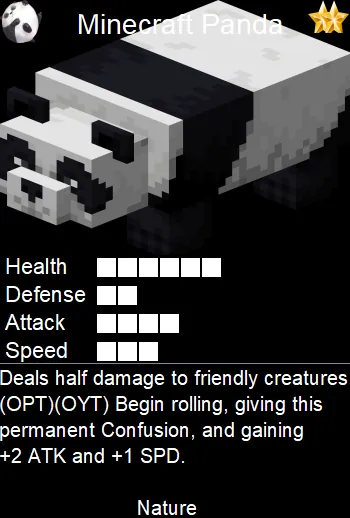 Minecraft Panda
Health
Defense
Attack
Speed
Deals half damage to friendly creatures
(OPT)(OYT) Begin rolling, giving this
permanent Confusion, and gaining
+2 ATK and +1 SPD.
Nature